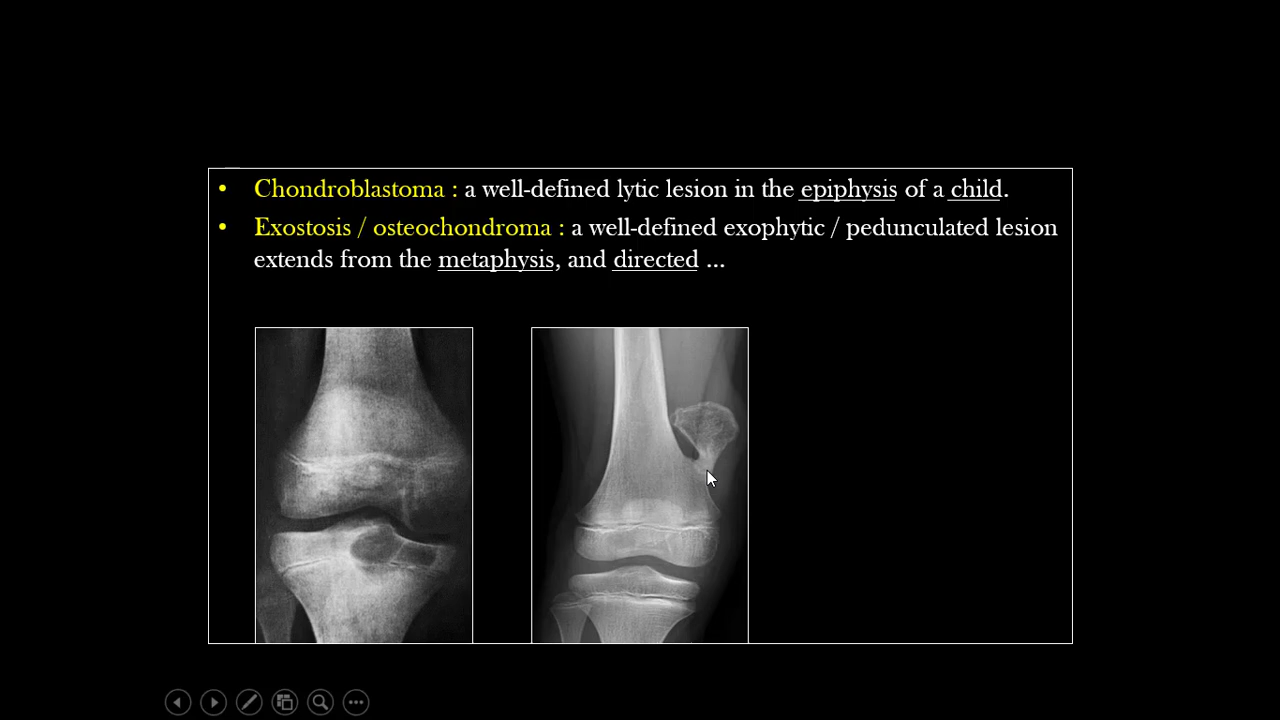 • Chondroblastoma : a well-defined lytic lesion in the epiphysis of a child.
• Exostosis / osteochondroma : a well-defined exophytic / pedunculated lesion
extends from the metaphysis, and directed ...